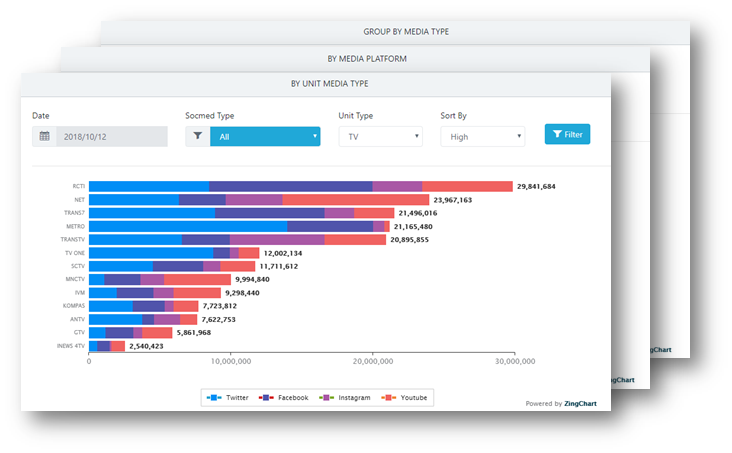 GROUP BY MEDIA TYPE
BY MEDIA PLATFORM
BY UNIT MEDIA TYPE
Date Socmed Type Unit Type Sort By
2018/10/12 All TV High Filter
RCTI 29,841,684
NET 23,967,163
TRANS7 21,496,016
METRO 21,165,480
TRANSTV 20,895,855
TV ONE 12,002,134
SCTV 11,711,612
MNCTV 9,994,840
IVM 9,298,440
KOMPAS 7,723,812
ANTV 7,622,753
CTV 5,861,968
INEWS 4TV 2,540,423
0 10,000,000 20,000,000 30,000,000
Twitter Facebook Instagram Youtube
Powered by ZingChart
gChart
Chart